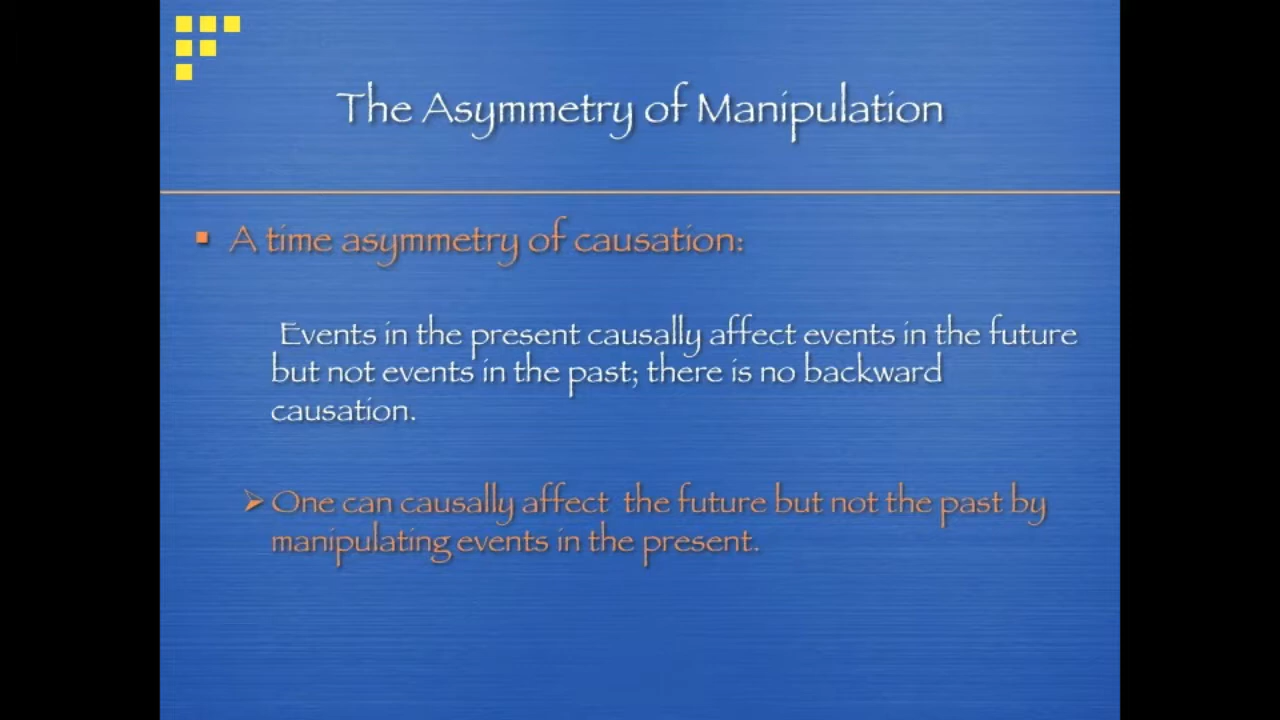 The Asymmetry of Manipulation
A time asymmetry of causation:
Events in the present causally affect events in the future
but not events in the past; there is no backward
causation.
One can causally affect the future but not the past by
manipulating events in the present.